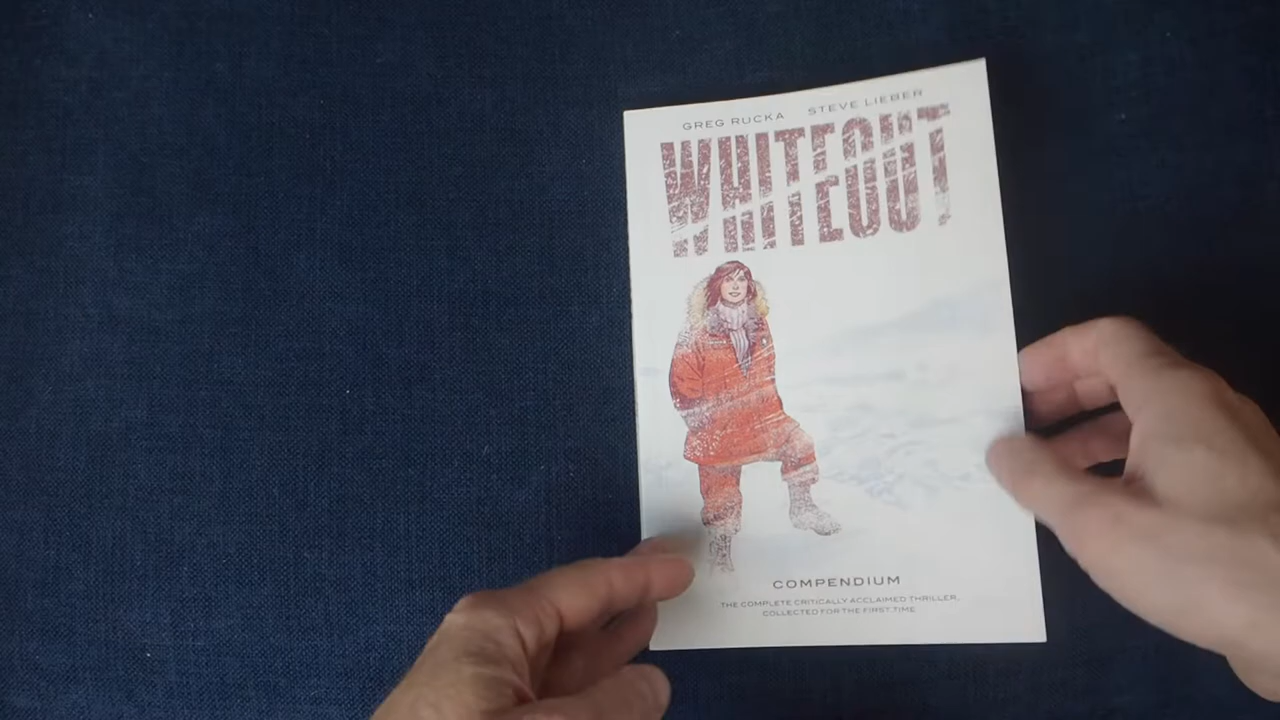 GREG RUCKA STEVE LIEBER
WHITEOUT
COMPENDIUM
THE COMPLETE CRITICALLY ACCLAIMED THRILLER,
COLLECTED FOR THE FIRST TIME